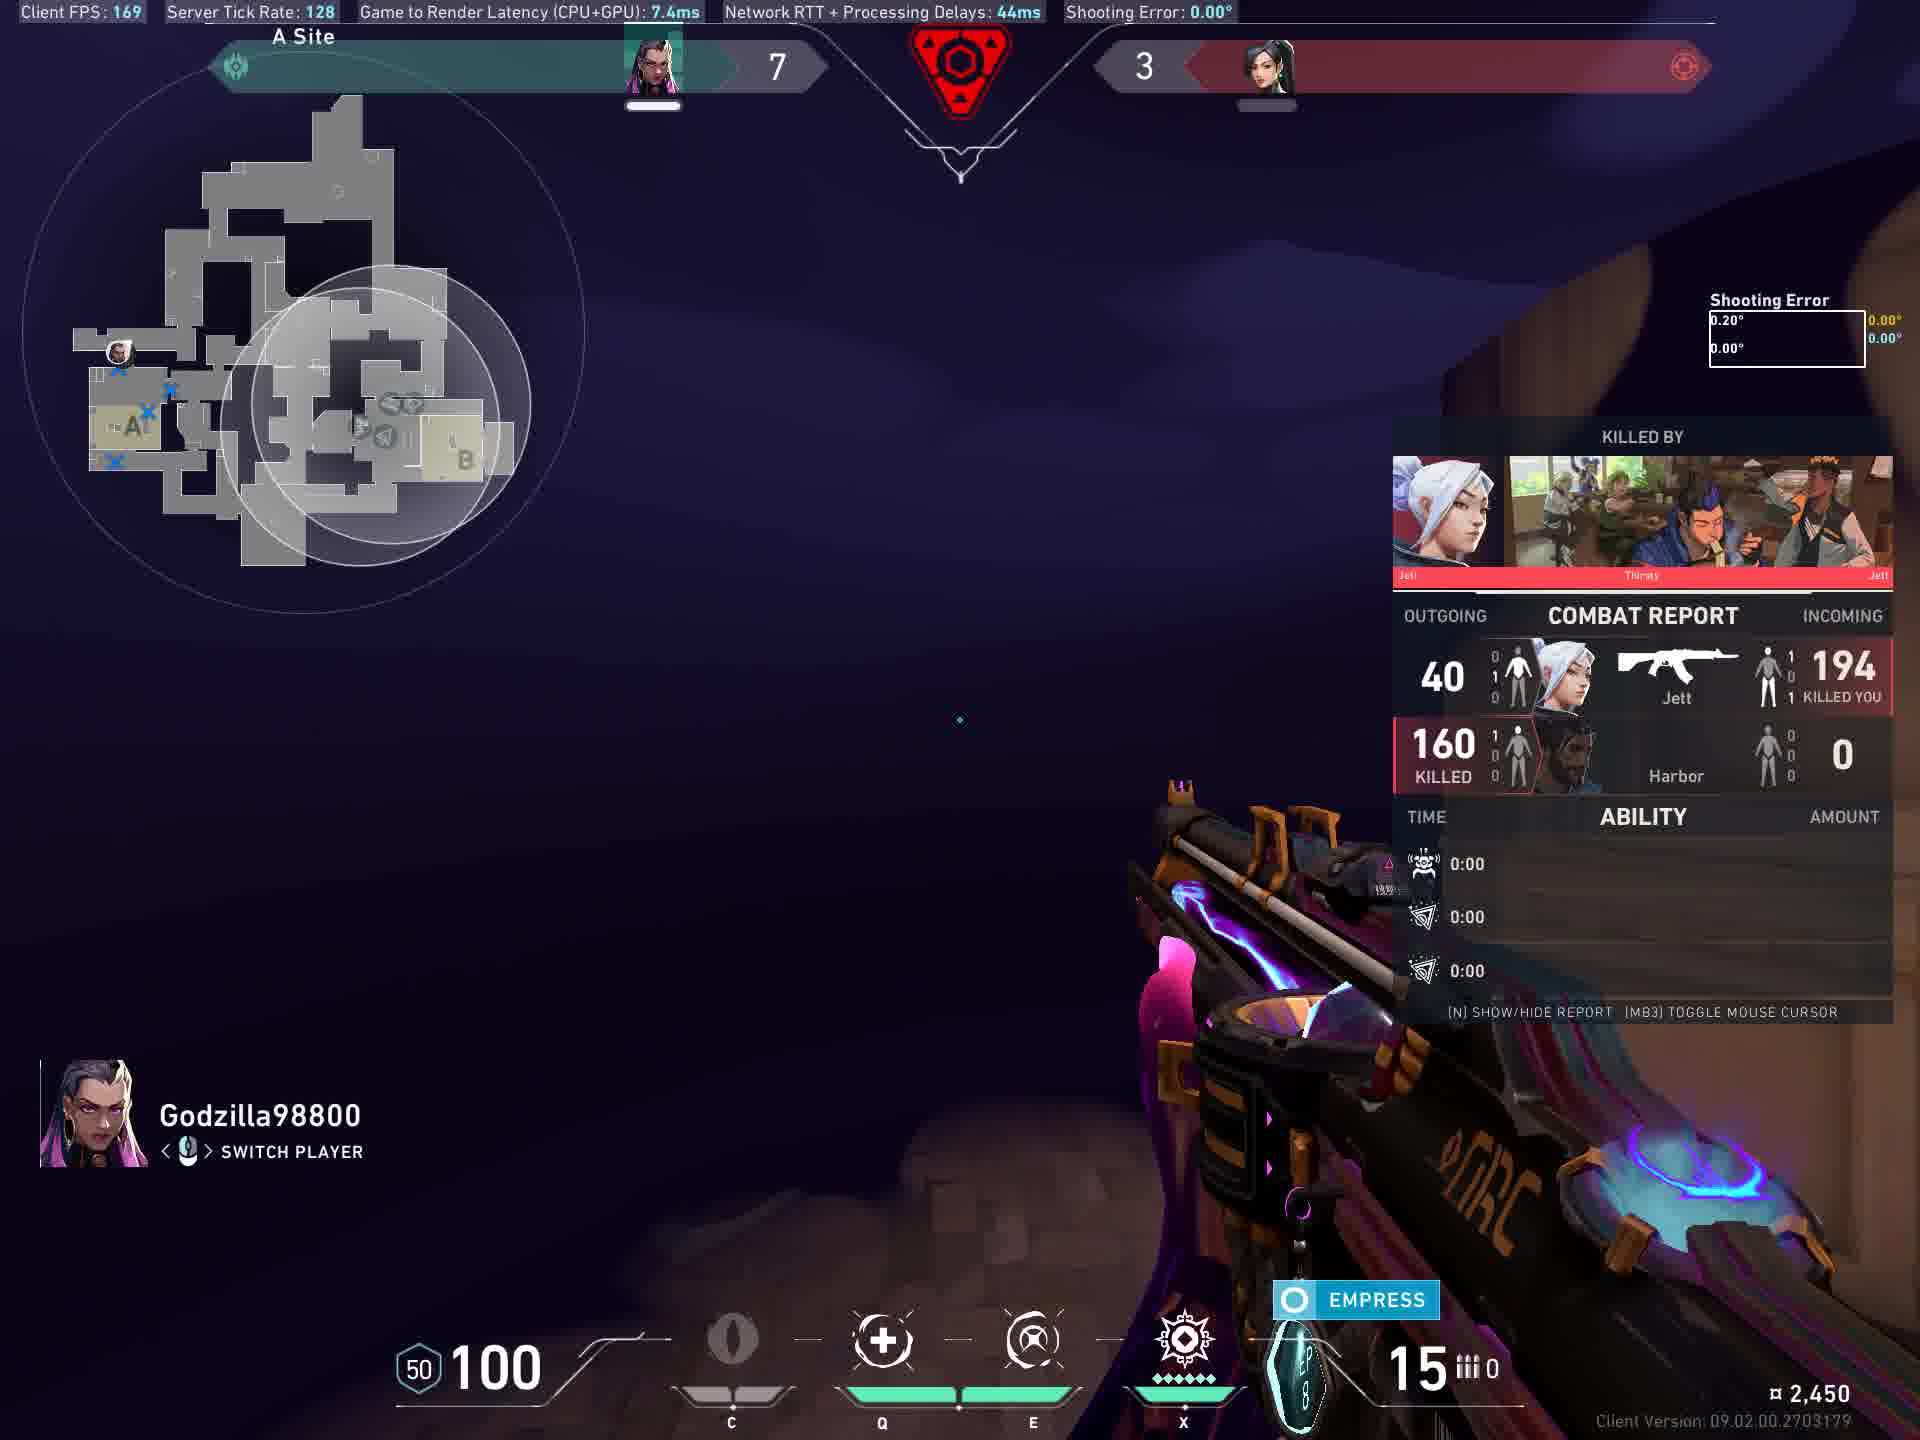 Client FPS: 169 Server Tick Rate: 128 Game to Render Latency (CPU+GPU): 7.4ms Network RTT + Processing Delays: 44ms Shooting Error: 0.00°
A Site
7
3
A
B
Shooting Error
0.20°
0.00°
0.00°
0.00°
KILLED BY
Jett
Thirsty
Jett
OUTGOING COMBAT REPORT INCOMING
40
0
1
0
Jett
1
0
1
194
KILLED YOU
160
KILLED
1
0
0
Harbor
0
0
0
0
TIME ABILITY AMOUNT
0:00
0:00
0:00
[N] SHOW/HIDE REPORT [MB3] TOGGLE MOUSE CURSOR
Godzilla98800
< > SWITCH PLAYER
EMPRESS
50 100
15 0
C
Q
E
X
¤ 2,450
Client Version: 09.02.00.2703179